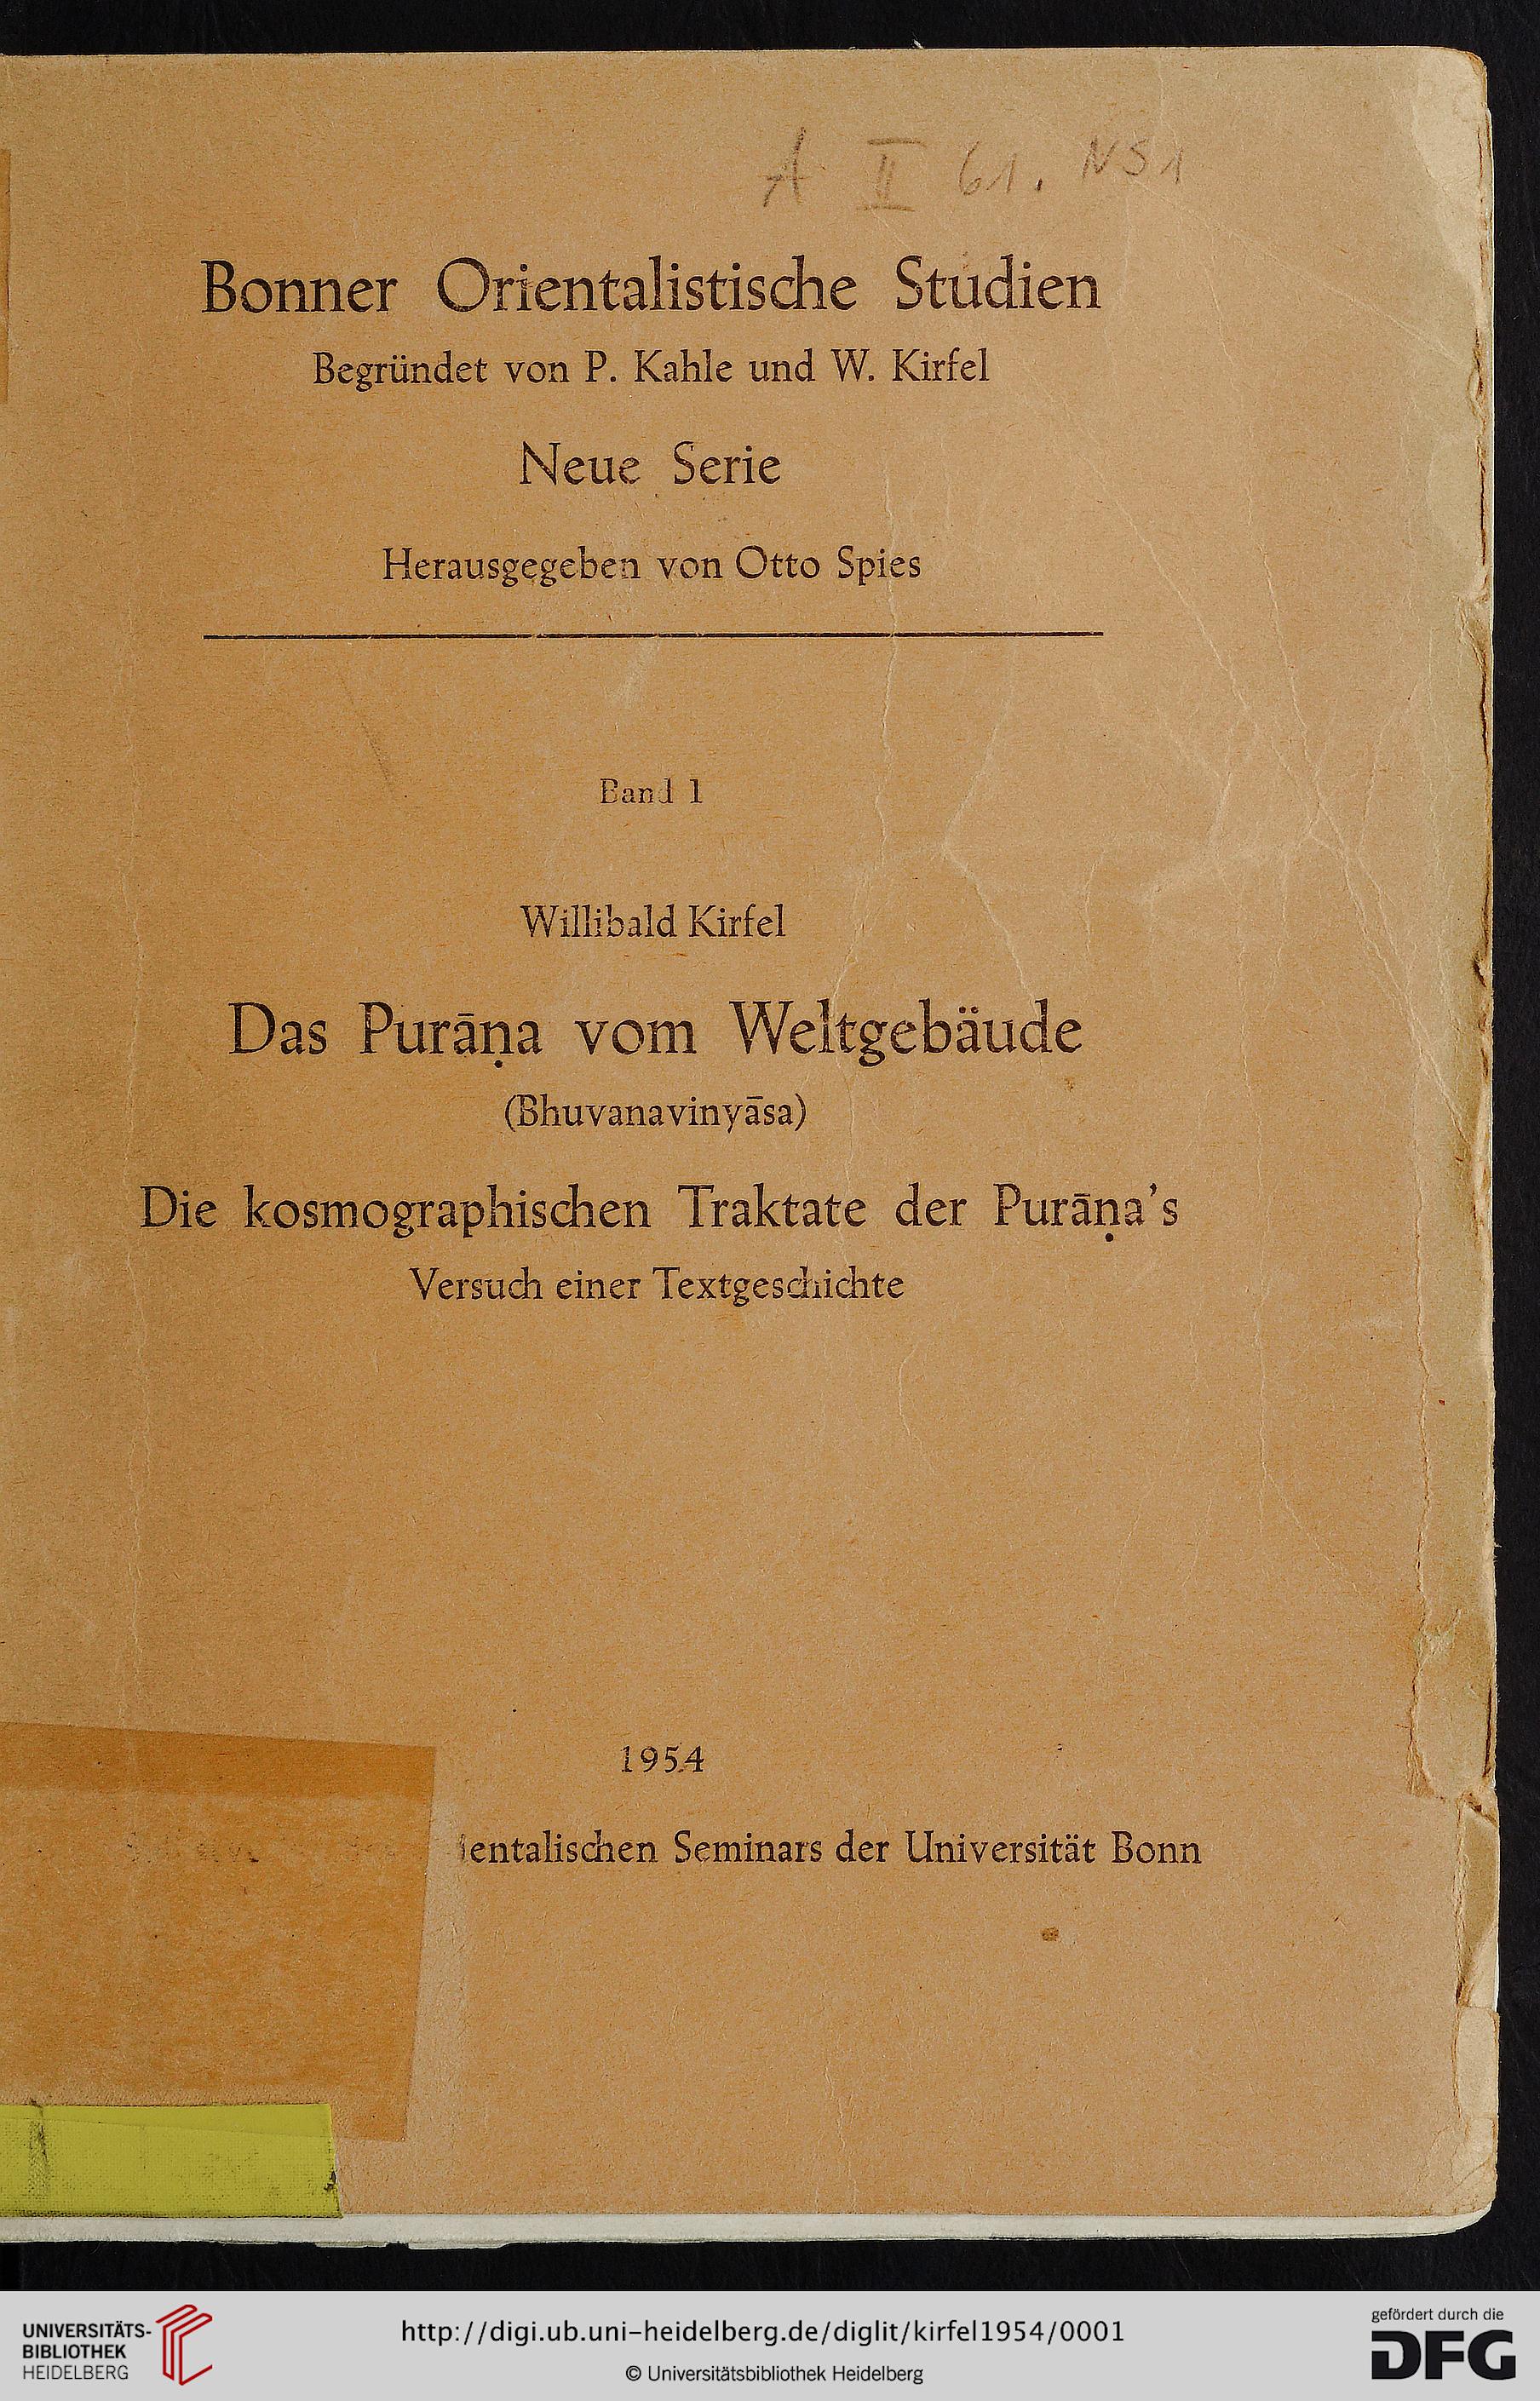 A II 61. NS 1
Bonner Orientalistische Studien
Begründet von P. Kahle und W. Kirfel
Neue Serie
Herausgegeben von Otto Spies
Band 1
Willibald Kirfel
Das Purāṇa vom Weltgebäude
(Bhuvanavinyāsa)
Die kosmographischen Traktate der Purāṇa's
Versuch einer Textgeschichte
1954
ientalischen Seminars der Universität Bonn
UNIVERSITÄTS-
BIBLIOTHEK
HEIDELBERG
http://digi.ub.uni-heidelberg.de/diglit/kirfel1954/0001
© Universitätsbibliothek Heidelberg
gefördert durch die
DFG